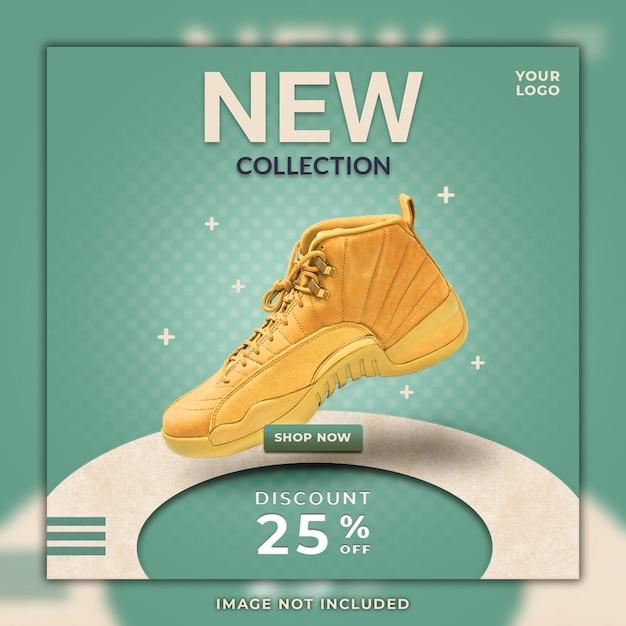 NEW
COLLECTION
YOUR
LOGO
SHOP NOW
DISCOUNT
25%
OFF
IMAGE NOT INCLUDED